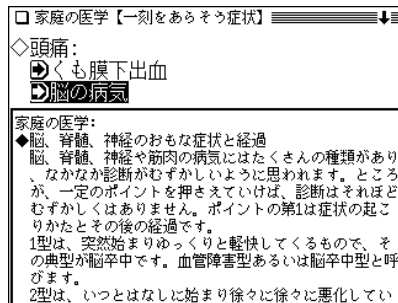 家庭の医学【一刻をあらそう症状】
◇頭痛:
くも膜下出血
脳の病気
家庭の医学:
◆脳、脊髄、神経のおもな症状と経過
脳、脊髄、神経や筋肉の病気にはたくさんの種類があり
、なかなか診断がむずかしいように思われます。ところ
が、一定のポイントを押さえていけば、診断はそれほど
むずかしくはありません。ポイントの第1は症状の起こ
りかたとその後の経過です。
1型は、突然始まりゆっくりと軽快してくるもので、そ
の典型が脳卒中です。血管障害型あるいは脳卒中型と呼
びます。
2型は、いつとはなしに始まり徐々に徐々に悪化してい